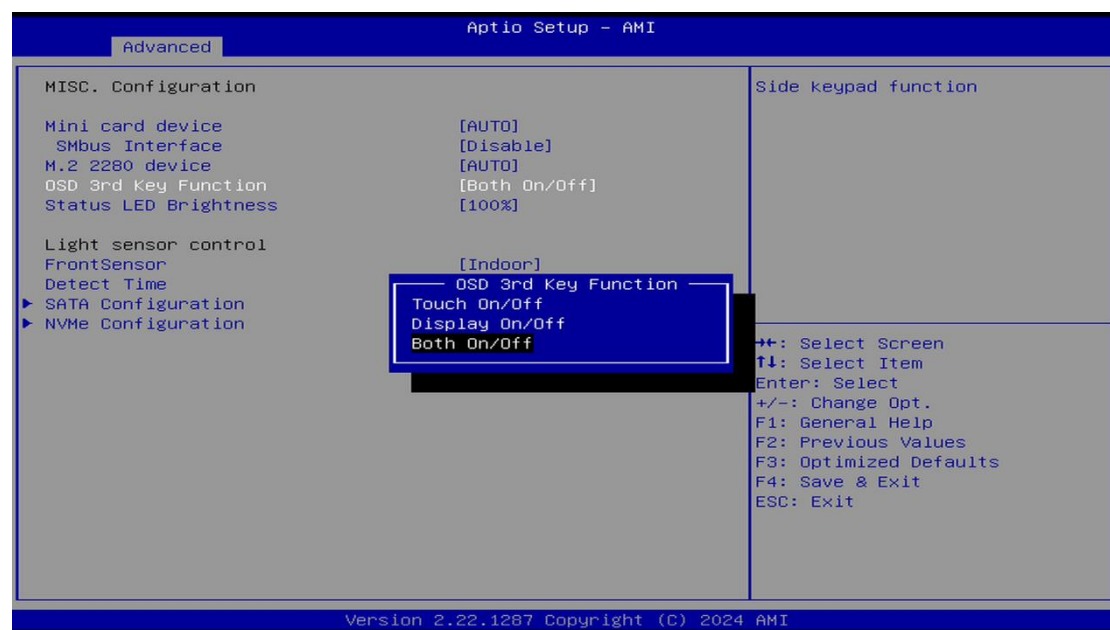 Aptio Setup – AMI
Advanced
MISC. Configuration
Mini card device [AUTO]
SMbus Interface [Disable]
M.2 2280 device [AUTO]
OSD 3rd Key Function [Both On/Off]
Status LED Brightness [100%]
Light sensor control
FrontSensor [Indoor]
Detect Time
▶ SATA Configuration
▶ NVMe Configuration
OSD 3rd Key Function
Touch On/Off
Display On/Off
Both On/Off
Side keypad function
→←: Select Screen
↑↓: Select Item
Enter: Select
+/-: Change Opt.
F1: General Help
F2: Previous Values
F3: Optimized Defaults
F4: Save & Exit
ESC: Exit
Version 2.22.1287 Copyright (C) 2024 AMI